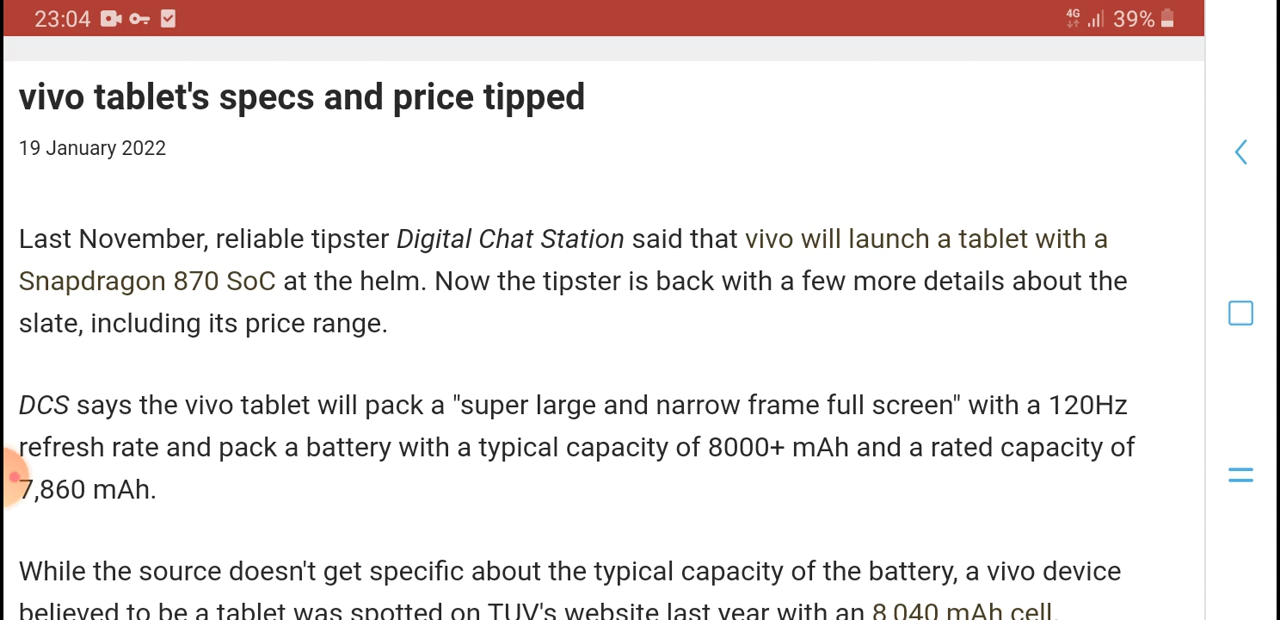 23:04
4G
39%
vivo tablet's specs and price tipped
19 January 2022
Last November, reliable tipster Digital Chat Station said that vivo will launch a tablet with a
Snapdragon 870 SoC at the helm. Now the tipster is back with a few more details about the
slate, including its price range.
DCS says the vivo tablet will pack a "super large and narrow frame full screen" with a 120Hz
refresh rate and pack a battery with a typical capacity of 8000+ mAh and a rated capacity of
7,860 mAh.
While the source doesn't get specific about the typical capacity of the battery, a vivo device
believed to be a tablet was spotted on TUV's website last year with an 8,040 mAh cell.